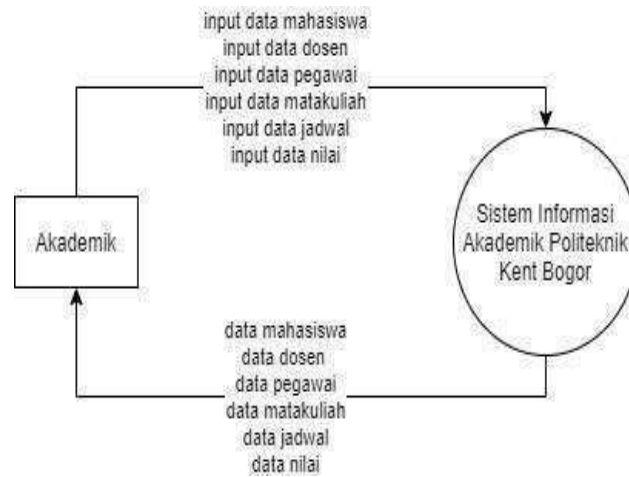 input data mahasiswa
input data dosen
input data pegawai
input data matakuliah
input data jadwal
input data nilai
Akademik
Sistem Informasi
Akademik Politeknik
Kent Bogor
data mahasiswa
data dosen
data pegawai
data matakuliah
data jadwal
data nilai